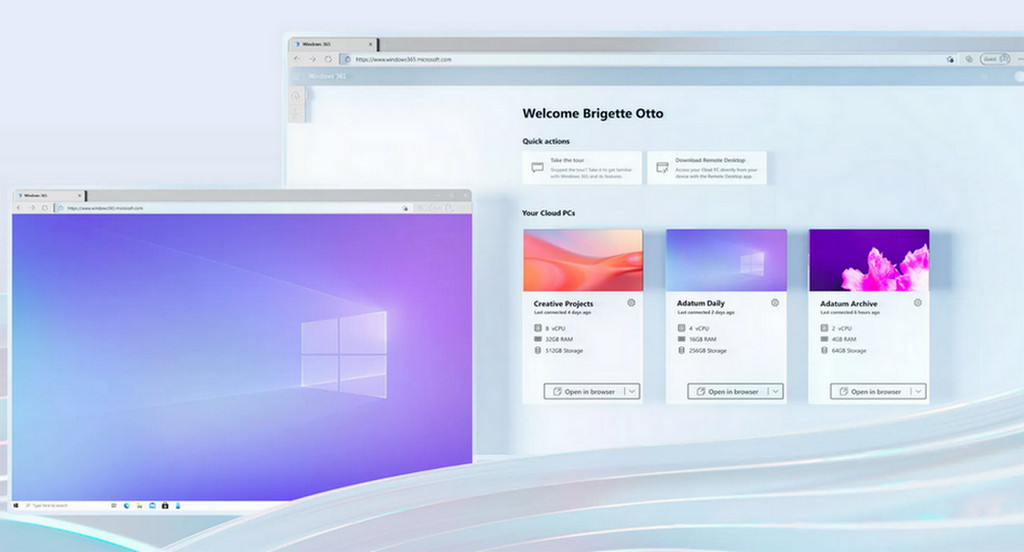 Windows 365
https://www.windows365.microsoft.com
Guest
Windows 365
Welcome Brigette Otto
Quick actions
Take the tour
Skipped the tour? Take it to get familiar
with Windows 365 and its features.
Download Remote Desktop
Access your Cloud PC directly from your
device with the Remote Desktop app.
Your Cloud PCs
Creative Projects
Last connected 4 days ago
8 vCPU
32GB RAM
512GB Storage
Open in browser
Adatum Daily
Last connected 2 days ago
4 vCPU
16GB RAM
256GB Storage
Open in browser
Adatum Archive
Last connected 6 hours ago
2 vCPU
4GB RAM
64GB Storage
Open in browser
Windows 365
https://www.windows365.microsoft.com
Type here to search